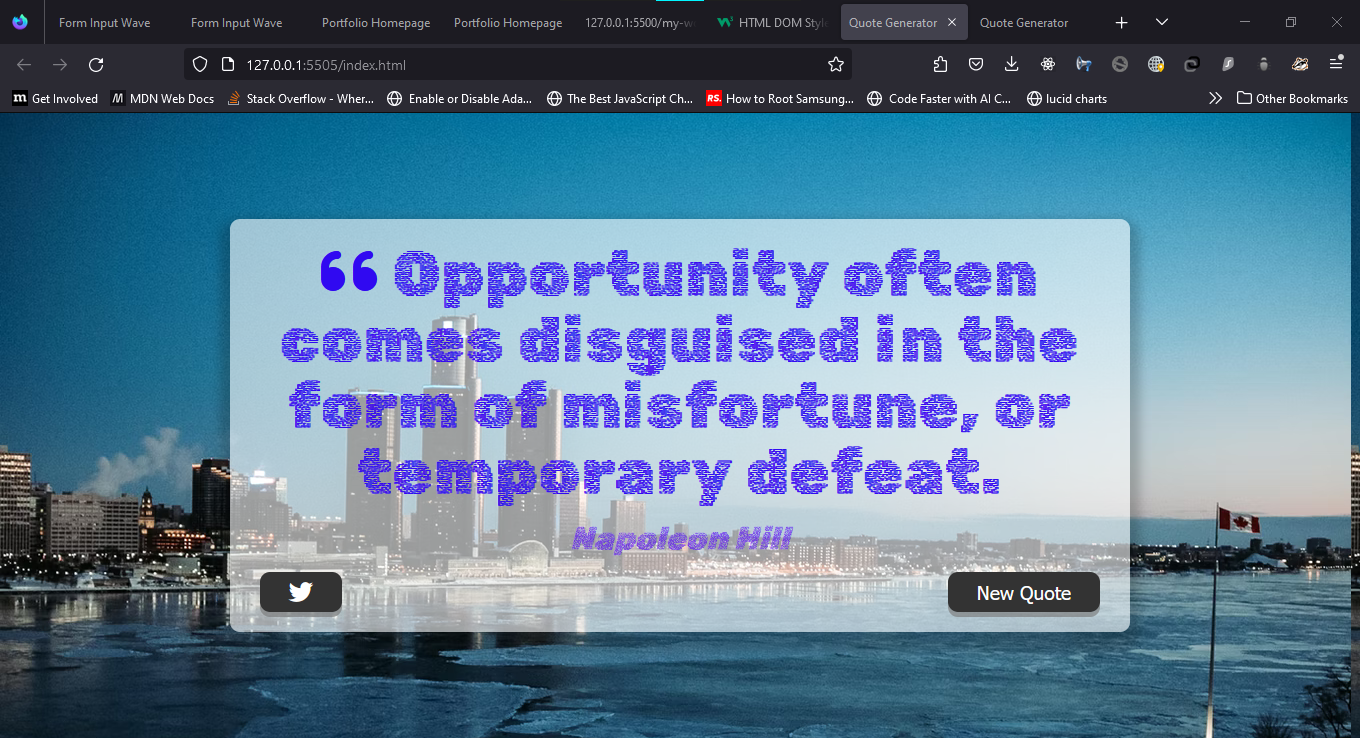 Form Input Wave
Form Input Wave
Portfolio Homepage
Portfolio Homepage
127.0.0.1:5500/my-w
HTML DOM Style
Quote Generator
Quote Generator
127.0.0.1:5505/index.html
Get Involved
MDN Web Docs
Stack Overflow - Wher...
Enable or Disable Ada...
The Best JavaScript Ch...
RS.
How to Root Samsung...
Code Faster with AI C...
lucid charts
Other Bookmarks
“ Opportunity often
comes disguised in the
form of misfortune, or
temporary defeat.
Napoleon Hill
New Quote